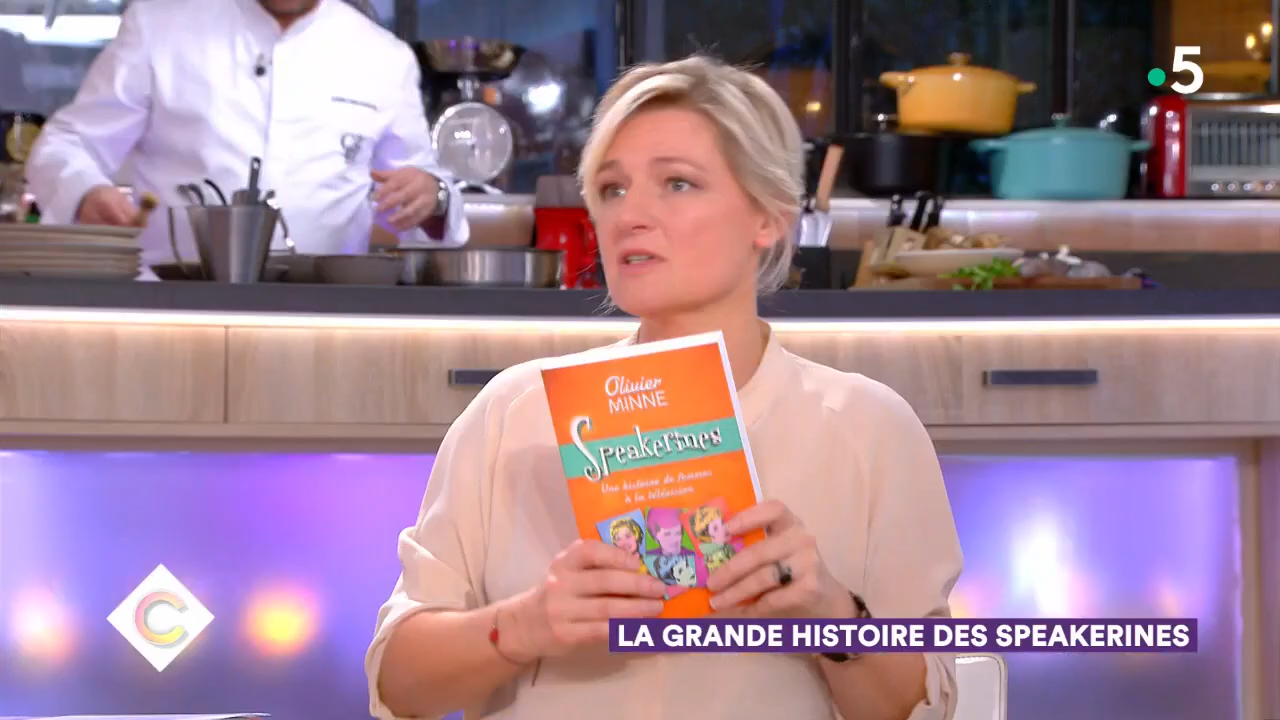 5
Olivier
MINNE
Speakerines
Une histoire de femmes
à la télévision
C
LA GRANDE HISTOIRE DES SPEAKERINES